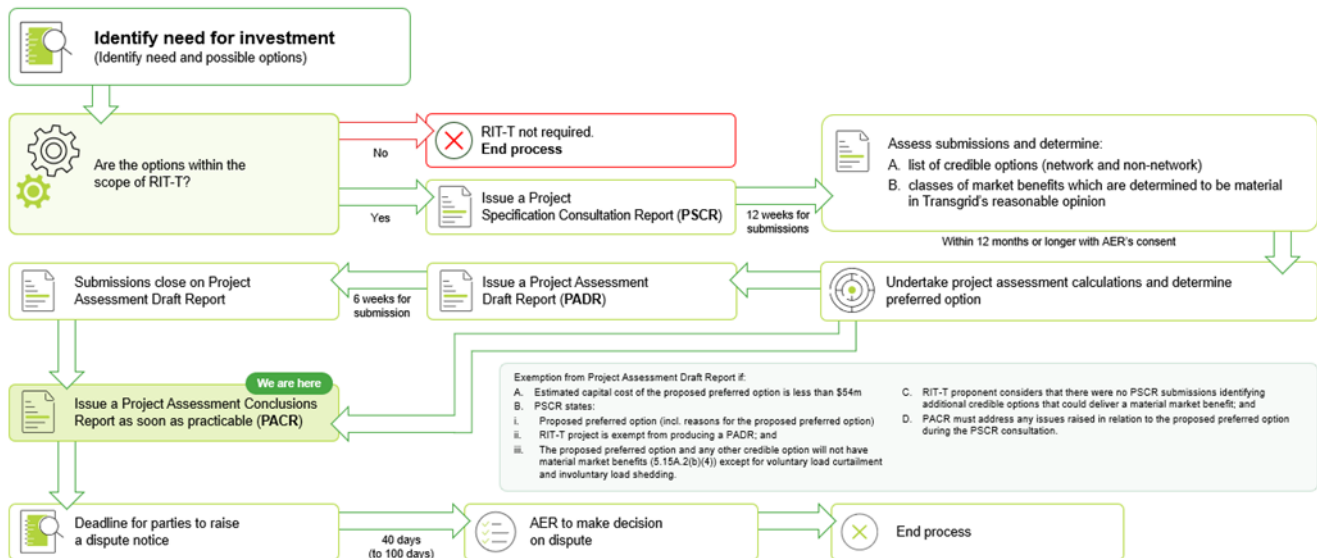 Identify need for investment
(Identify need and possible options)
Are the options within the
scope of RIT-T?
No
RIT-T not required.
End process
Yes
Issue a Project
Specification Consultation Report (PSCR)
12 weeks for
submissions
Assess submissions and determine:
A. list of credible options (network and non-network)
B. classes of market benefits which are determined to be material
in Transgrid's reasonable opinion
Within 12 months or longer with AER's consent
Undertake project assessment calculations and determine
preferred option
Issue a Project Assessment
Draft Report (PADR)
6 weeks for
submission
Submissions close on Project
Assessment Draft Report
We are here
Issue a Project Assessment Conclusions
Report as soon as practicable (PACR)
Exemption from Project Assessment Draft Report if:
A. Estimated capital cost of the proposed preferred option is less than $54m
B. PSCR states:
i. Proposed preferred option (incl. reasons for the proposed preferred option)
ii. RIT-T project is exempt from producing a PADR; and
iii. The proposed preferred option and any other credible option will not have
material market benefits (5.15A.2(b)(4)) except for voluntary load curtailment
and involuntary load shedding.
C. RIT-T proponent considers that there were no PSCR submissions identifying
additional credible options that could deliver a material market benefit; and
D. PACR must address any issues raised in relation to the proposed preferred option
during the PSCR consultation.
Deadline for parties to raise
a dispute notice
40 days
(to 100 days)
AER to make decision
on dispute
End process